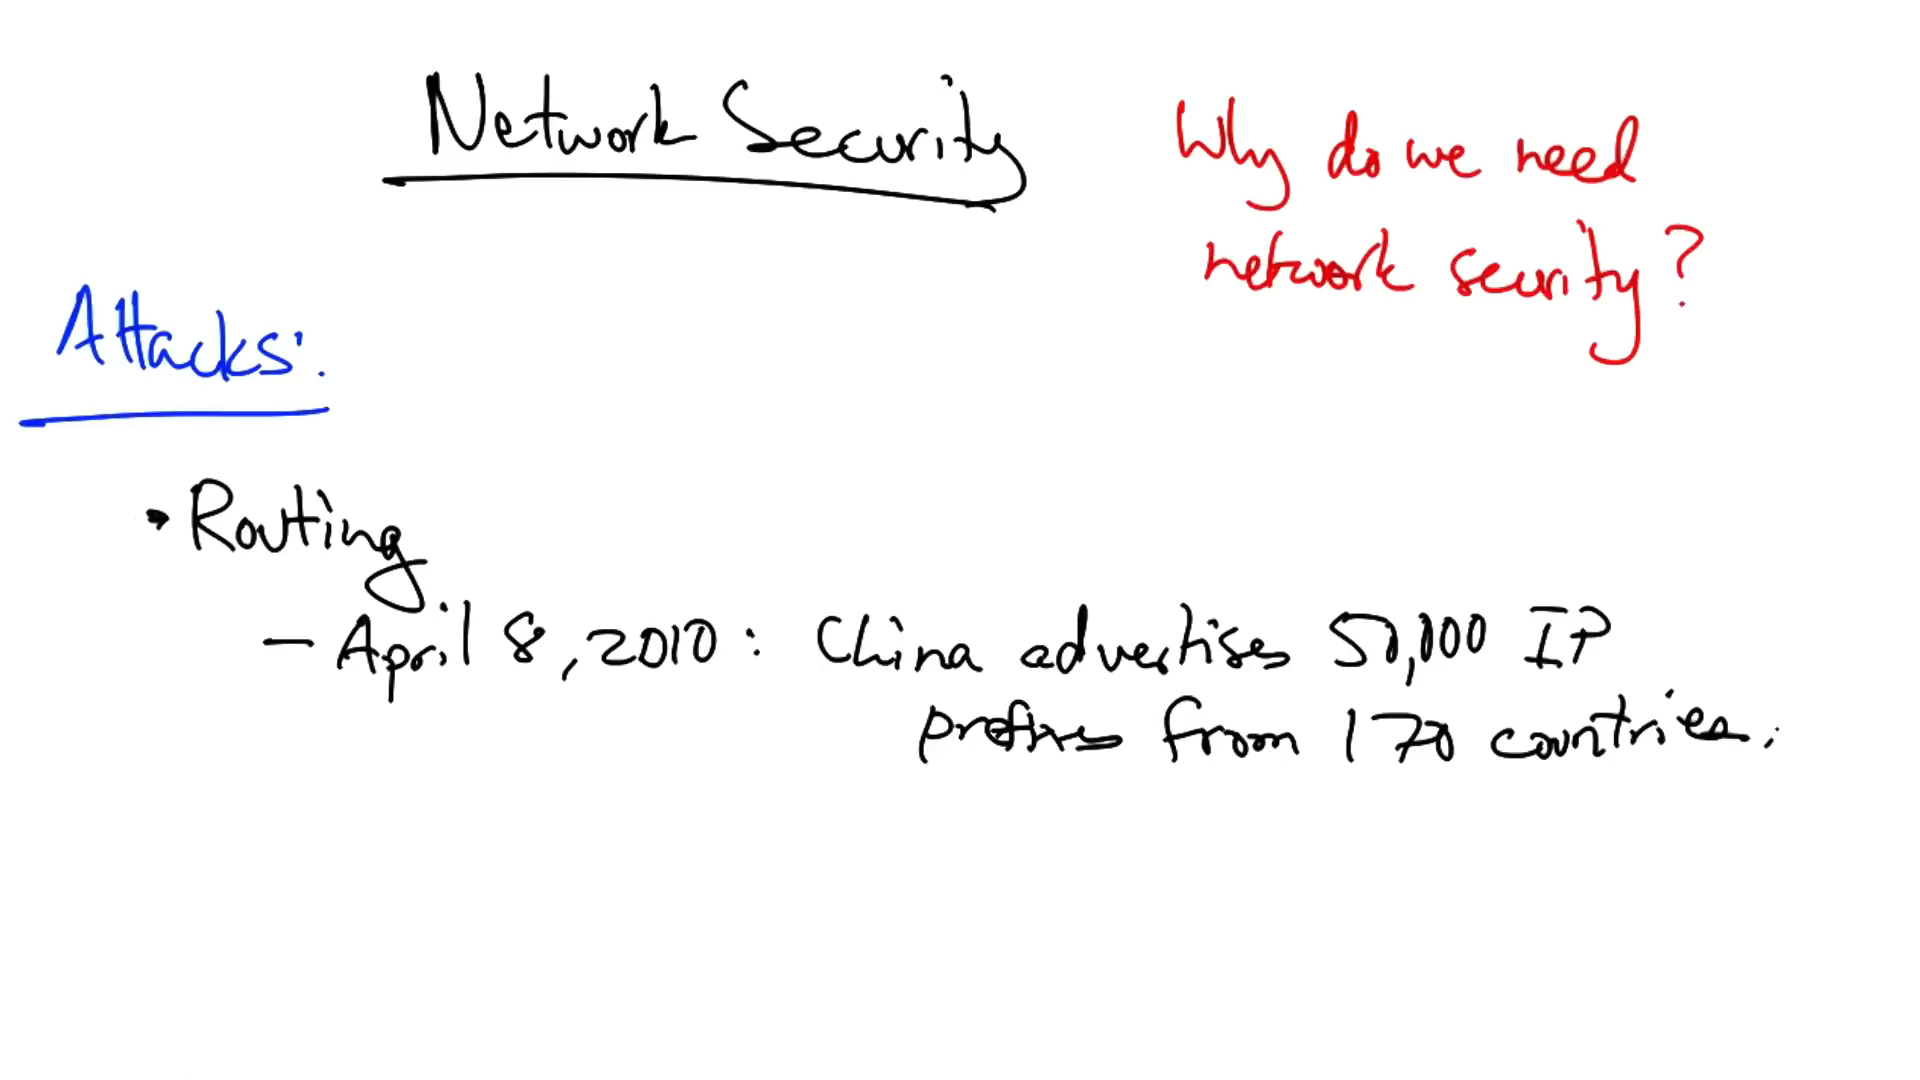 Network Security
Why do we need
network security?
Attacks:
• Routing
— April 8, 2010: China advertises 50,000 IP
prefixes from 170 countries.